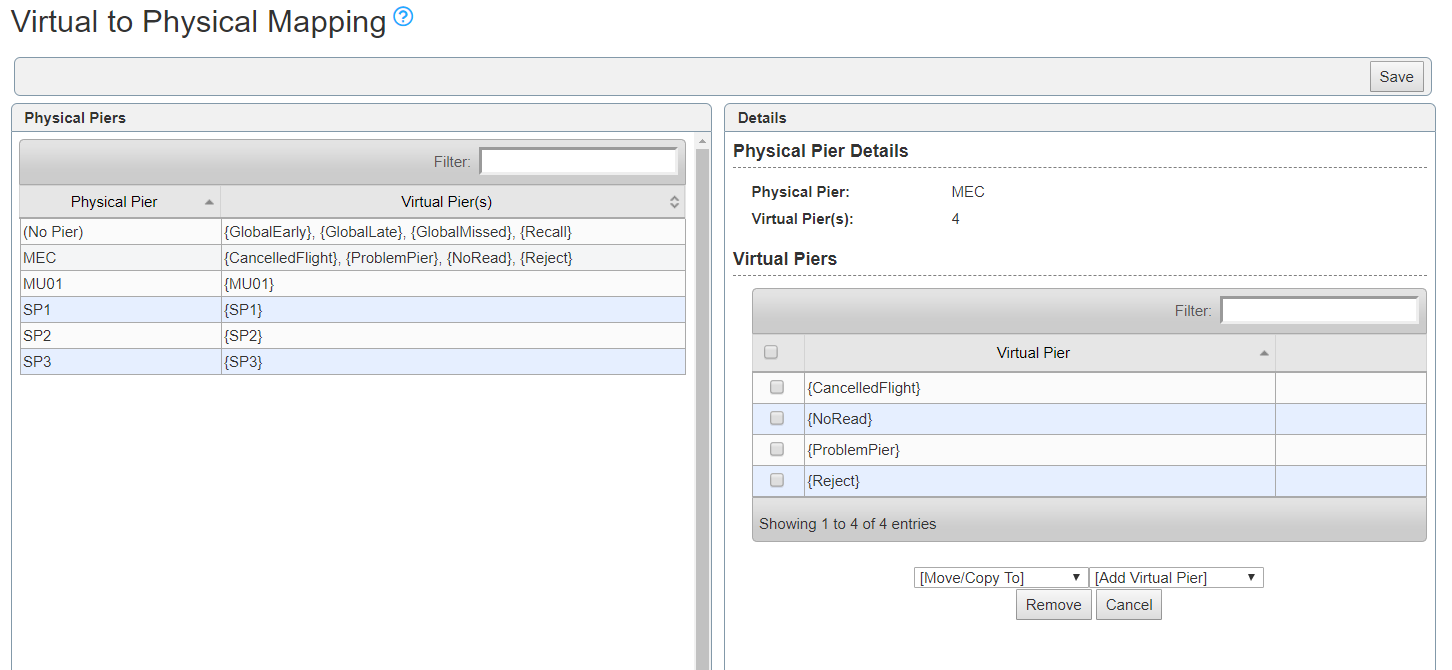 Virtual to Physical Mapping ?
Save
Physical Piers
Filter:
Physical Pier Virtual Pier(s)
(No Pier) {GlobalEarly}, {GlobalLate}, {GlobalMissed}, {Recall}
MEC {CancelledFlight}, {ProblemPier}, {NoRead}, {Reject}
MU01 {MU01}
SP1 {SP1}
SP2 {SP2}
SP3 {SP3}
Details
Physical Pier Details
Physical Pier: MEC
Virtual Pier(s): 4
Virtual Piers
Filter:
Virtual Pier
{CancelledFlight}
{NoRead}
{ProblemPier}
{Reject}
Showing 1 to 4 of 4 entries
[Move/Copy To] [Add Virtual Pier]
Remove Cancel